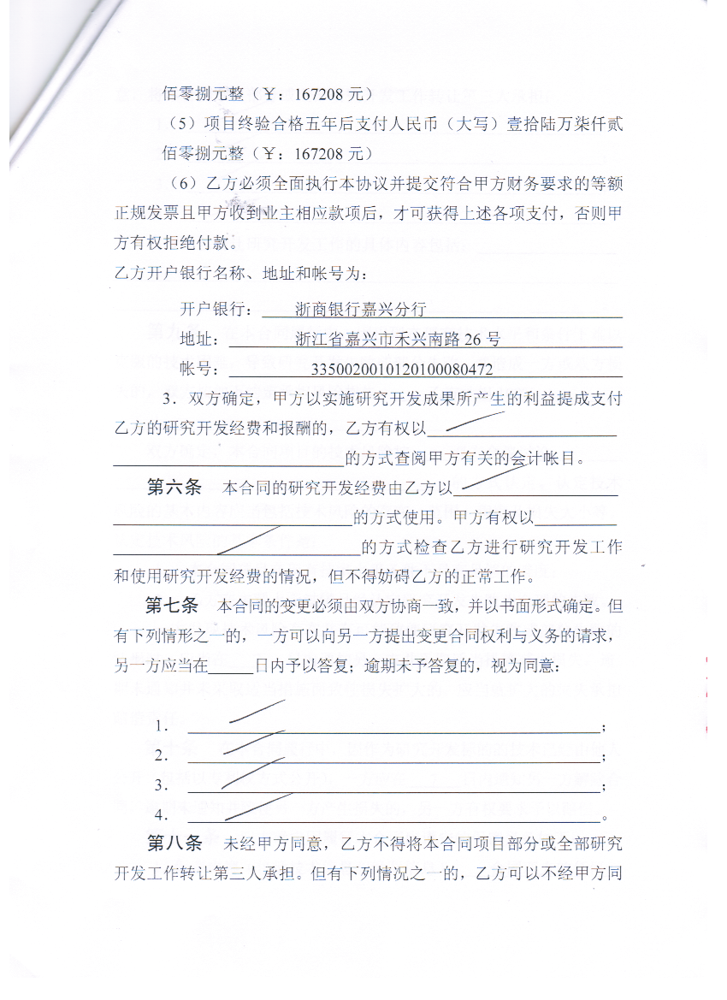 佰零捌元整（￥：167208 元）
（5）项目终验合格五年后支付人民币（大写）壹拾陆万柒仟贰
佰零捌元整（￥：167208 元）
（6）乙方必须全面执行本协议并提交符合甲方财务要求的等额
正规发票且甲方收到业主相应款项后，才可获得上述各项支付，否则甲
方有权拒绝付款。
乙方开户银行名称、地址和帐号为：
开户银行：浙商银行嘉兴分行
地址：浙江省嘉兴市禾兴南路 26 号
帐号：3350020010120100080472
3．双方确定，甲方以实施研究开发成果所产生的利益提成支付
乙方的研究开发经费和报酬的，乙方有权以
的方式查阅甲方有关的会计帐目。
第六条 本合同的研究开发经费由乙方以
的方式使用。甲方有权以
的方式检查乙方进行研究开发工作
和使用研究开发经费的情况，但不得妨碍乙方的正常工作。
第七条 本合同的变更必须由双方协商一致，并以书面形式确定。但
有下列情形之一的，一方可以向另一方提出变更合同权利与义务的请求，
另一方应当在____日内予以答复；逾期未予答复的，视为同意：
1．；
2．；
3．；
4．。
第八条 未经甲方同意，乙方不得将本合同项目部分或全部研究
开发工作转让第三人承担。但有下列情况之一的，乙方可以不经甲方同